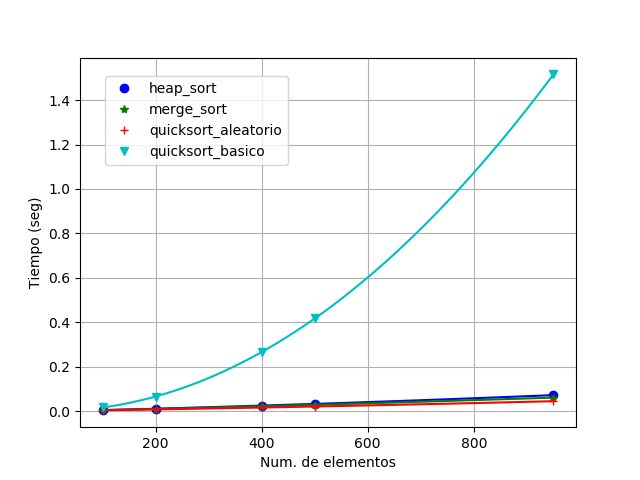 heap_sort
merge_sort
quicksort_aleatorio
quicksort_basico
1.4
1.2
1.0
0.8
0.6
0.4
0.2
0.0
Tiempo (seg)
200 400 600 800
Num. de elementos